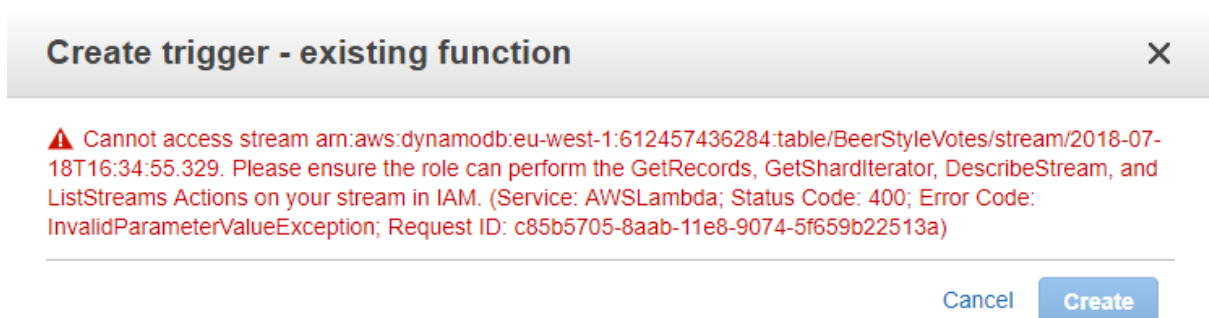 Create trigger - existing function
Cannot access stream arn:aws:dynamodb:eu-west-1:612457436284:table/BeerStyleVotes/stream/2018-07-
18T16:34:55.329. Please ensure the role can perform the GetRecords, GetShardIterator, DescribeStream, and
ListStreams Actions on your stream in IAM. (Service: AWSLambda; Status Code: 400; Error Code:
InvalidParameterValueException; Request ID: c85b5705-8aab-11e8-9074-5f659b22513a)
Cancel Create